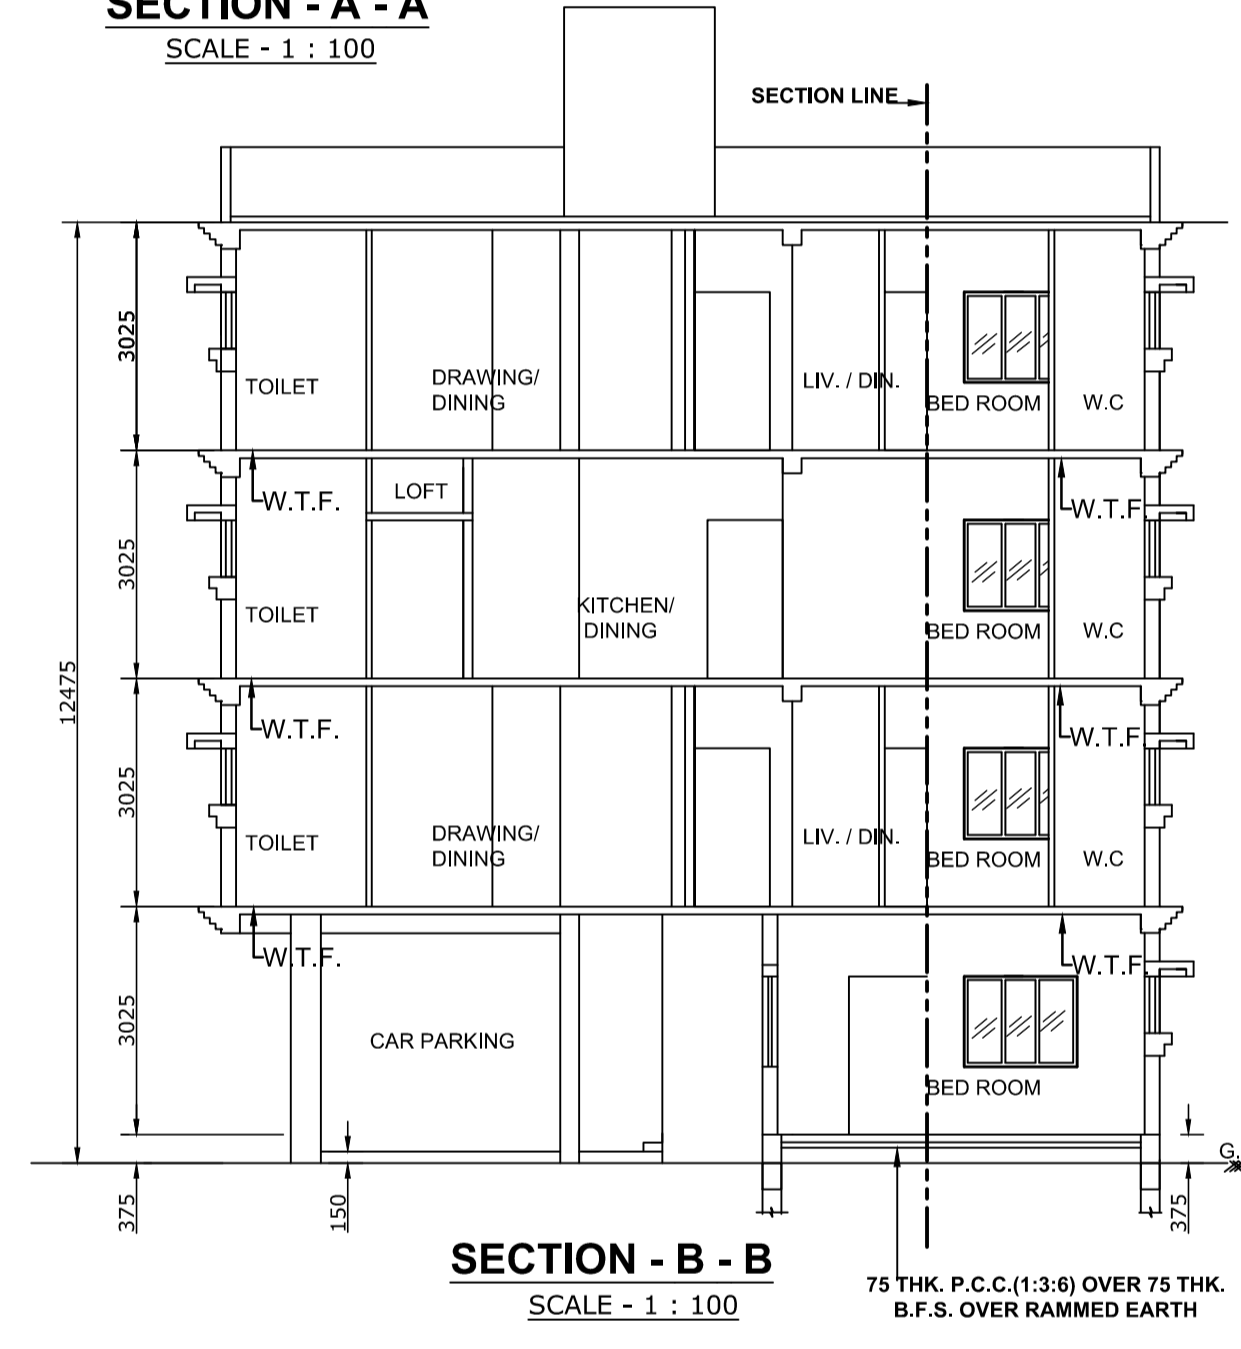 SECTION - A - A
SCALE - 1 : 100
SECTION LINE
3025
TOILET
DRAWING/
DINING
LIV. / DIN.
BED ROOM
W.C
W.T.F.
LOFT
W.T.F.
3025
TOILET
KITCHEN/
DINING
BED ROOM
W.C
12475
W.T.F.
W.T.F.
3025
TOILET
DRAWING/
DINING
LIV. / DIN.
BED ROOM
W.C
W.T.F.
W.T.F.
3025
CAR PARKING
BED ROOM
G.
375
150
375
SECTION - B - B
SCALE - 1 : 100
75 THK. P.C.C.(1:3:6) OVER 75 THK.
B.F.S. OVER RAMMED EARTH